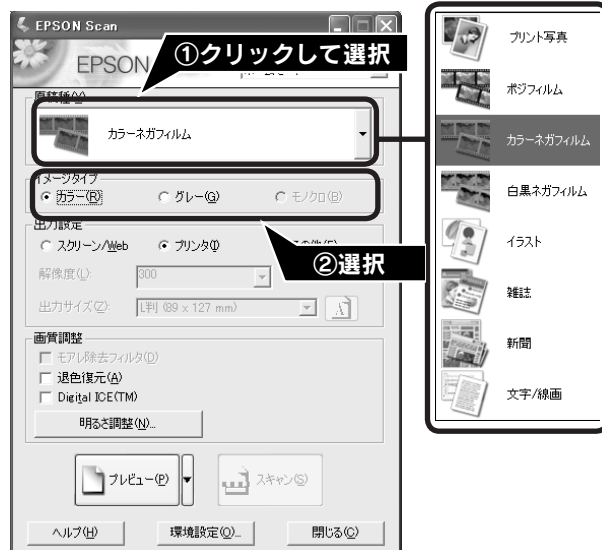 EPSON Scan
EPSON
①クリックして選択
原稿種(V)
カラーネガフィルム
イメージタイプ
カラー(R)
グレー(G)
モノクロ(B)
②選択
出力設定
スクリーン/Web
プリンタ(I)
解像度(L):
300
出力サイズ(Z):
L判 (89 x 127 mm)
画質調整
モアレ除去フィルタ(D)
退色復元(A)
Digital ICE(TM)
明るさ調整(N)...
プレビュー(P)
スキャン(S)
ヘルプ(H)
環境設定(O)...
閉じる(C)
プリント写真
ポジフィルム
カラーネガフィルム
白黒ネガフィルム
イラスト
雑誌
新聞
文字/線画